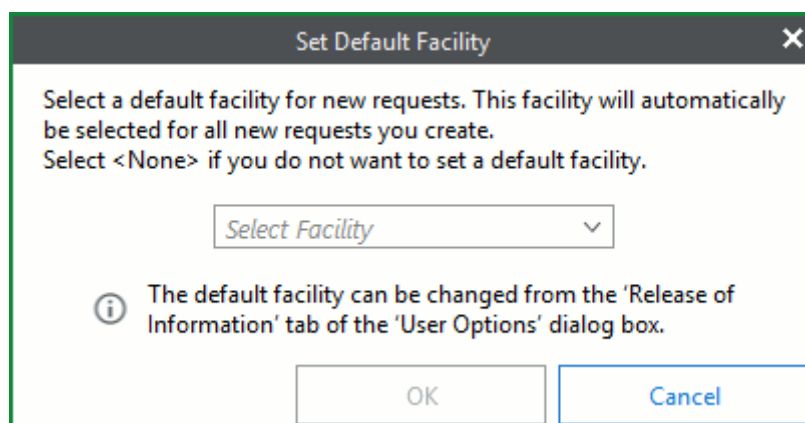 Set Default Facility
Select a default facility for new requests. This facility will automatically
be selected for all new requests you create.
Select <None> if you do not want to set a default facility.
Select Facility
The default facility can be changed from the ‘Release of
Information’ tab of the ‘User Options’ dialog box.
OK
Cancel